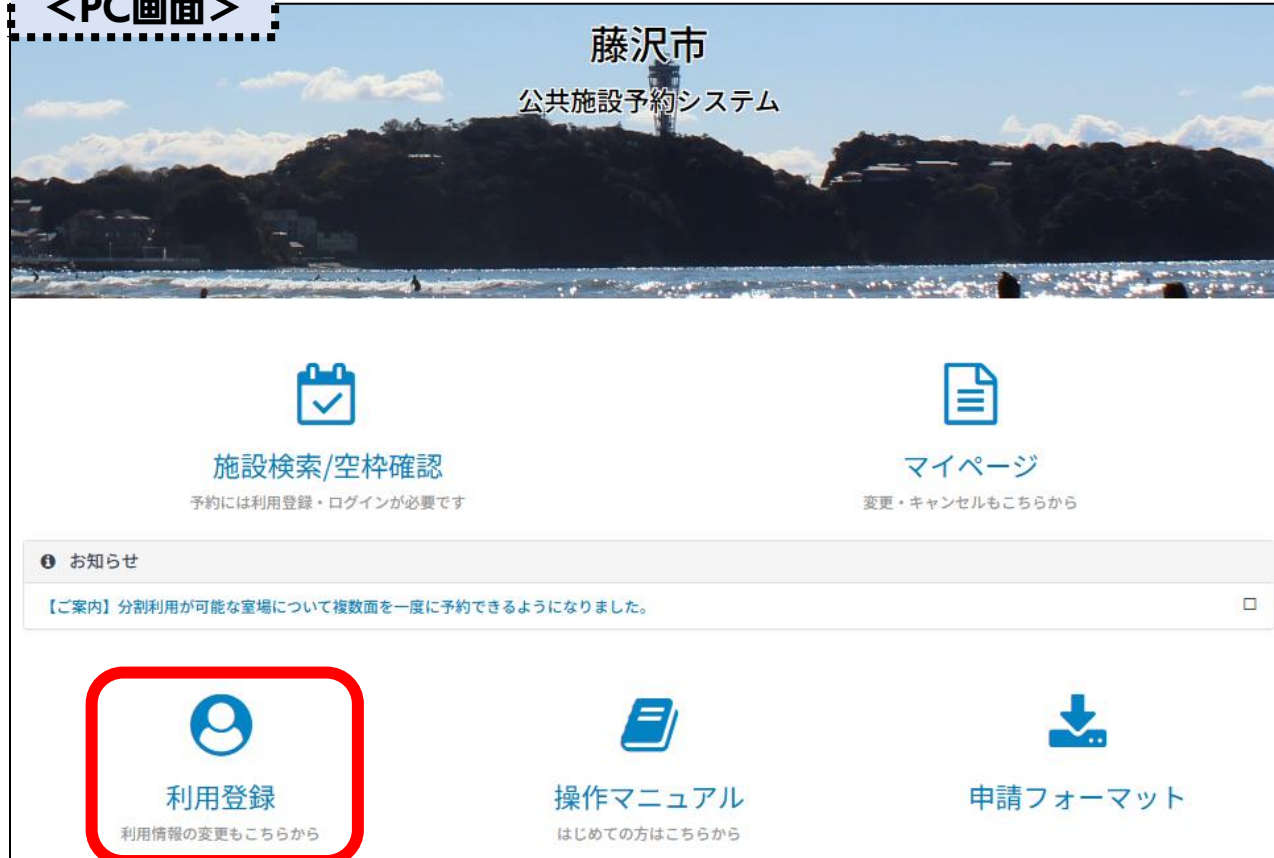 <PC画面>
藤沢市
公共施設予約システム
施設検索/空枠確認
予約には利用登録・ログインが必要です
マイページ
変更・キャンセルもこちらから
お知らせ
【ご案内】分割利用が可能な室場について複数面を一度に予約できるようになりました。
利用登録
利用情報の変更もこちらから
操作マニュアル
はじめての方はこちらから
申請フォーマット